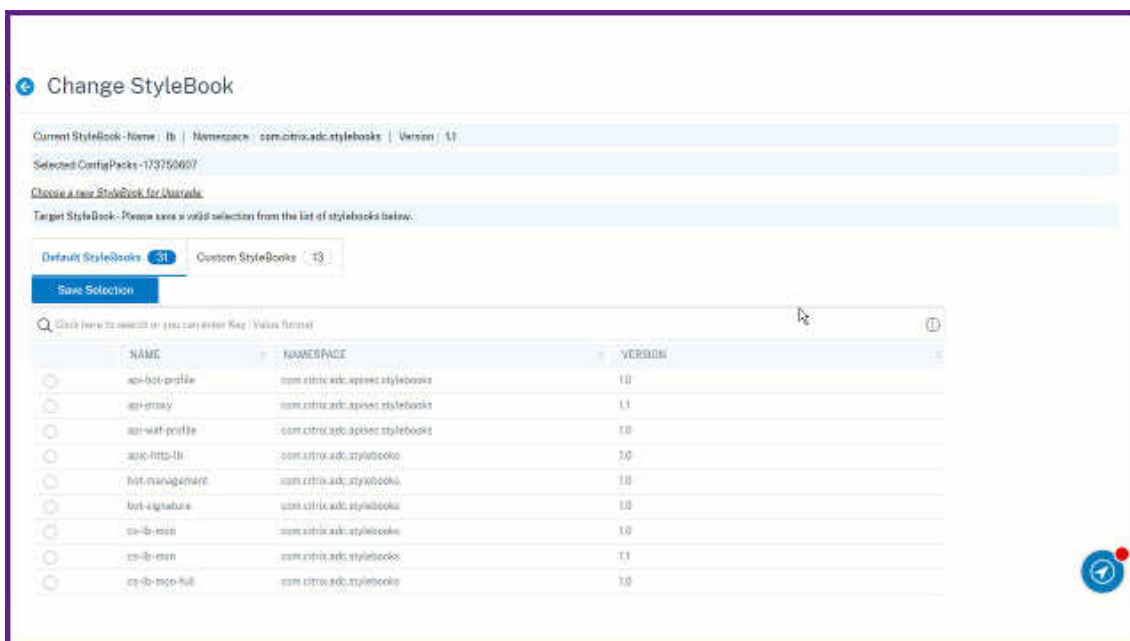 Change StyleBook
Current StyleBook - Name : lb | Namespace : com.citrix.adc.stylebooks | Version : 1.1
Selected ConfigPacks - 173750607
Choose a new StyleBook for Upgrade
Target StyleBook - Please save a valid selection from the list of stylebooks below.
Default StyleBooks 31 Custom StyleBooks 13
Save Selection
Click here to search or you can enter Key : Value format
NAME NAMESPACE VERSION
api-bot-profile com.citrix.adc.apisec.stylebooks 1.0
api-proxy com.citrix.adc.apisec.stylebooks 1.1
api-waf-profile com.citrix.adc.apisec.stylebooks 1.0
apic-http-lb com.citrix.adc.stylebooks 1.0
bot-management com.citrix.adc.stylebooks 1.0
bot-signature com.citrix.adc.stylebooks 1.0
cs-lb-mon com.citrix.adc.stylebooks 1.0
cs-lb-mon com.citrix.adc.stylebooks 1.1
cs-lb-mon-full com.citrix.adc.stylebooks 1.0